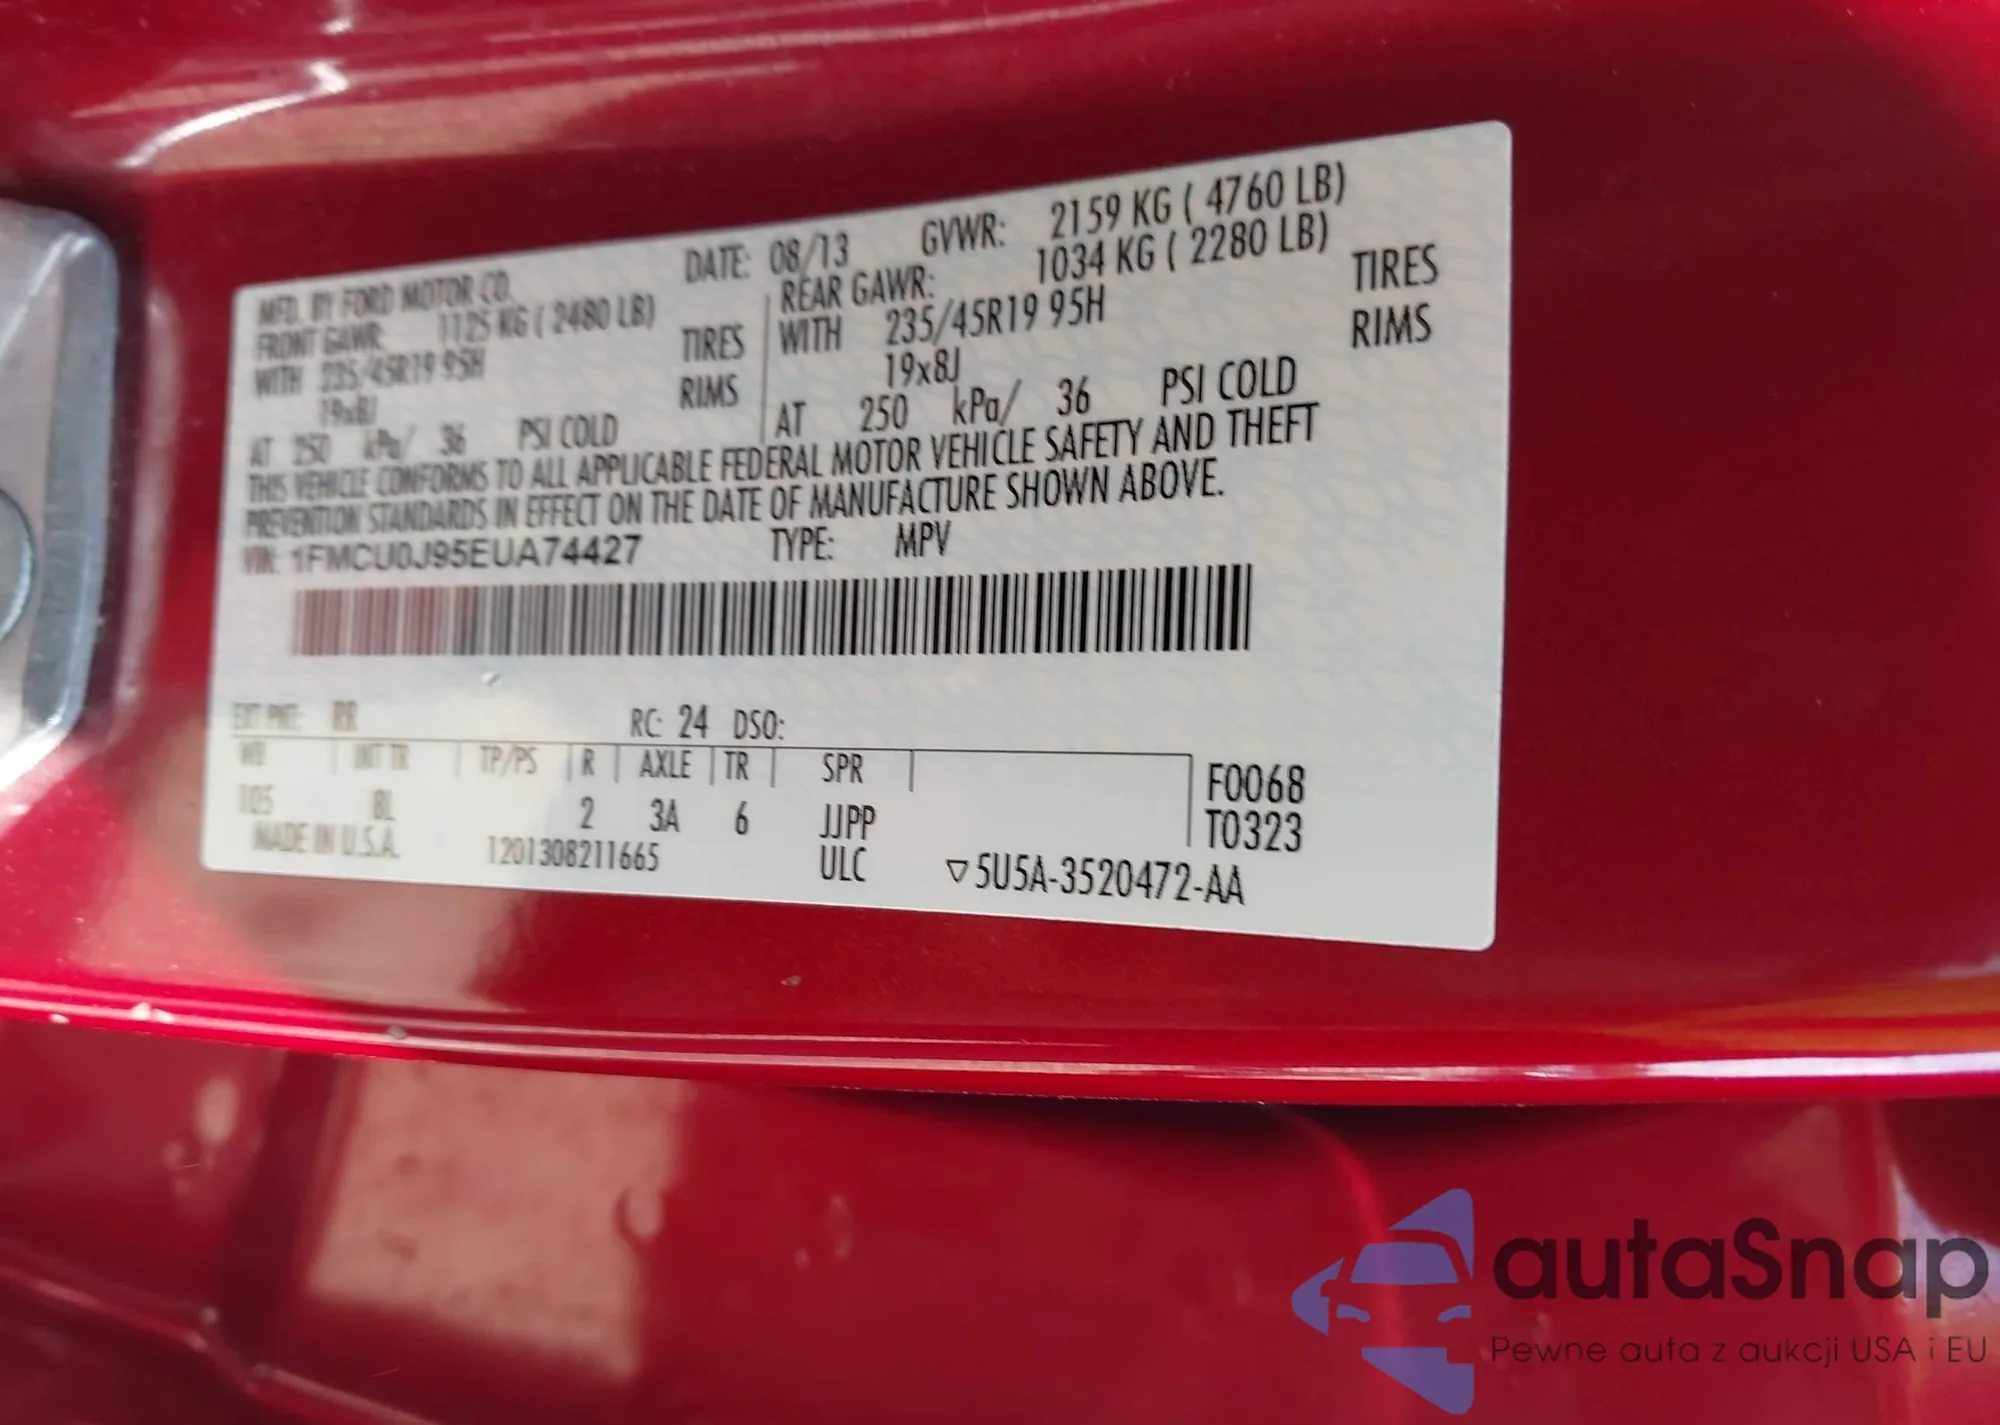 MFD. BY FORD MOTOR CO. DATE: 08/13 GVWR: 2159 KG ( 4760 LB)
FRONT GAWR: 1125 KG ( 2480 LB) REAR GAWR: 1034 KG ( 2280 LB)
WITH 235/45R19 95H TIRES WITH 235/45R19 95H TIRES
19x8J RIMS 19x8J RIMS
AT 250 kPa/ 36 PSI COLD AT 250 kPa/ 36 PSI COLD
THIS VEHICLE CONFORMS TO ALL APPLICABLE FEDERAL MOTOR VEHICLE SAFETY AND THEFT
PREVENTION STANDARDS IN EFFECT ON THE DATE OF MANUFACTURE SHOWN ABOVE.
VIN: 1FMCU0J95EUA74427 TYPE: MPV
EXT PNT: RR RC: 24 DSO:
WB INT TR TP/PS R AXLE TR SPR F0068
105 BL 2 3A 6 JJPP T0323
MADE IN U.S.A. 1201308211665 ULC ▽5U5A-3520472-AA
autaSnap
Pewne auta z aukcji USA i EU